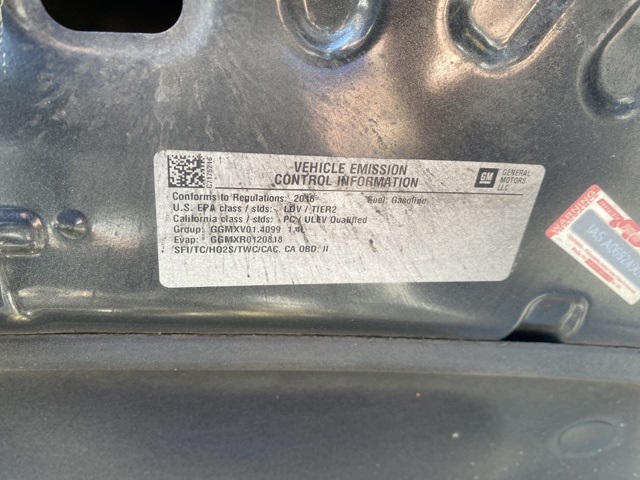 VEHICLE EMISSION
CONTROL INFORMATION
GM
GENERAL
MOTORS
LLC
Conforms to Regulations: 2016 Fuel: Gasoline
U.S. EPA class / stds: LDV / TIER2
California class / stds: PC / ULEV Qualified
Group: GGMXV01.4099 1.4L
Evap: GGMXR0120818
SFI/TC/HO2S/TWC/CAC, CA OBD: II
WARNING